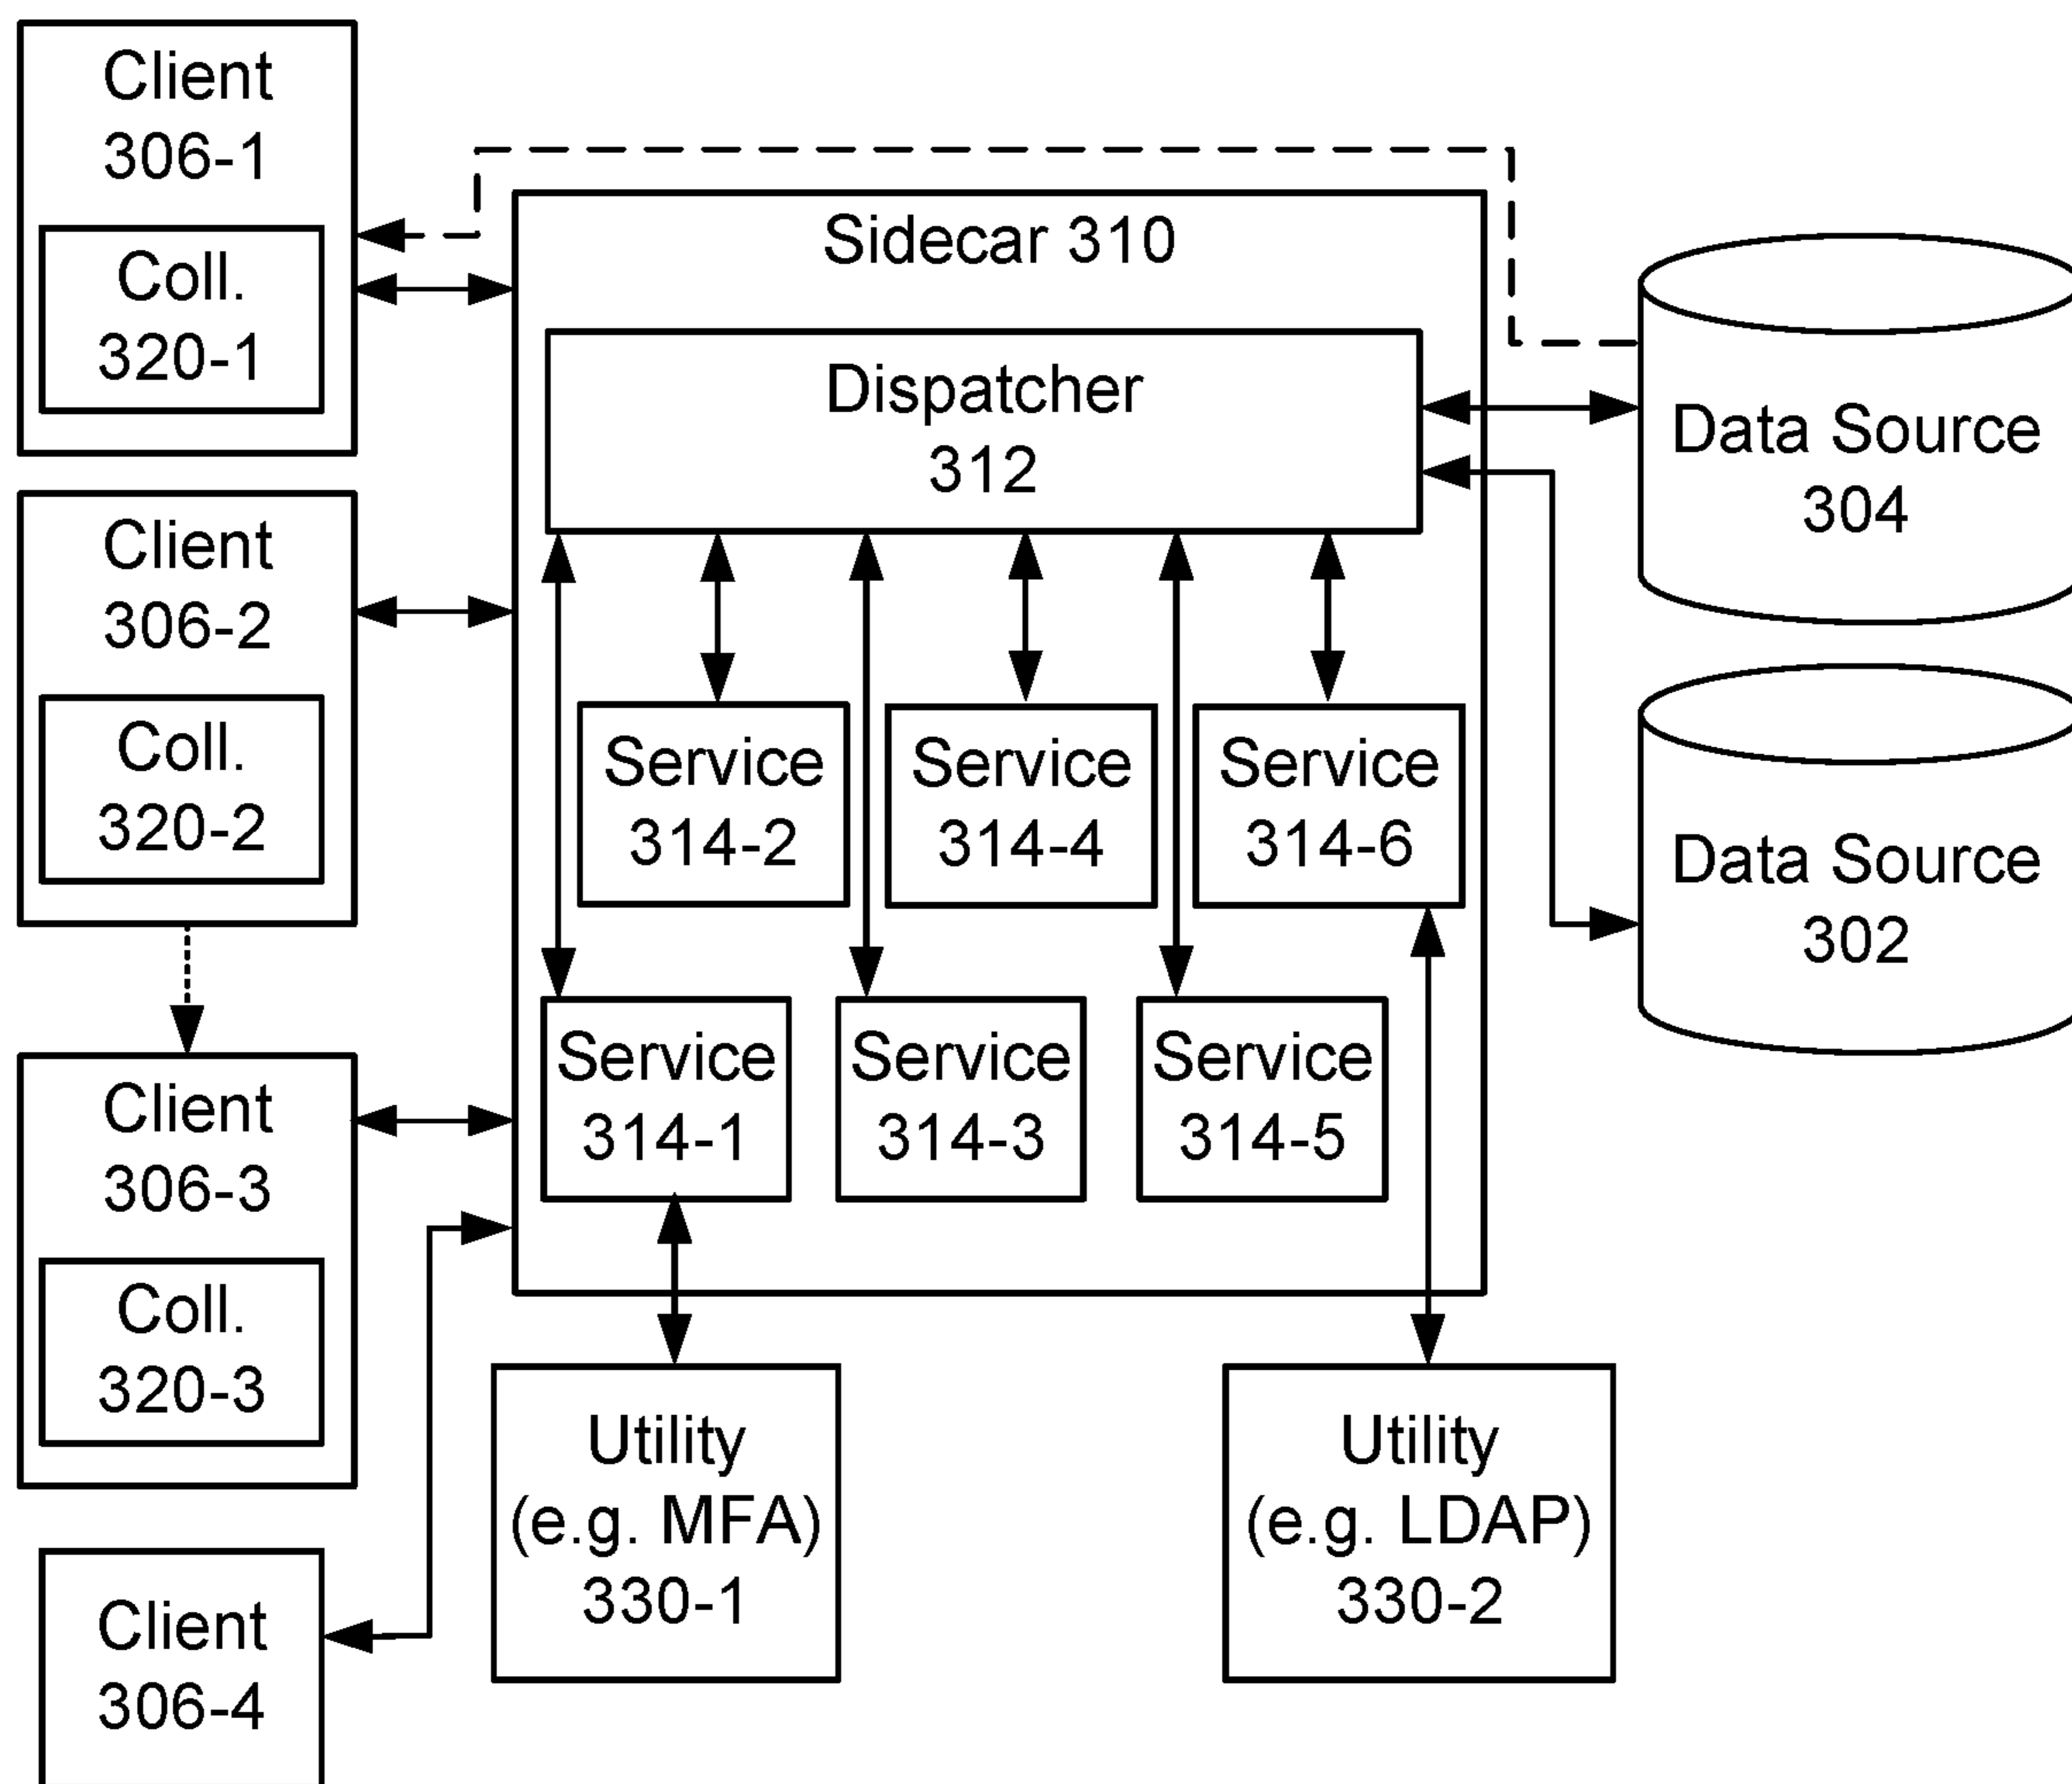 Client
306-1
Coll.
320-1
Client
306-2
Coll.
320-2
Client
306-3
Coll.
320-3
Client
306-4
Sidecar 310
Dispatcher
312
Service
314-2
Service
314-4
Service
314-6
Service
314-1
Service
314-3
Service
314-5
Utility
(e.g. MFA)
330-1
Utility
(e.g. LDAP)
330-2
Data Source
304
Data Source
302